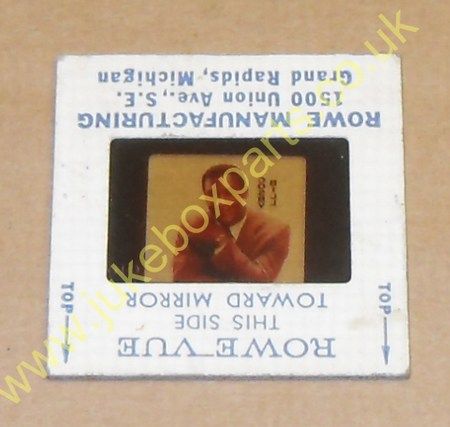 ROWE VUE
THIS SIDE
TOWARD MIRROR
TOP
TOP
ROWE MANUFACTURING
1500 Union Ave., S.E.
Grand Rapids, Michigan
www.jukeboxparts.co.uk